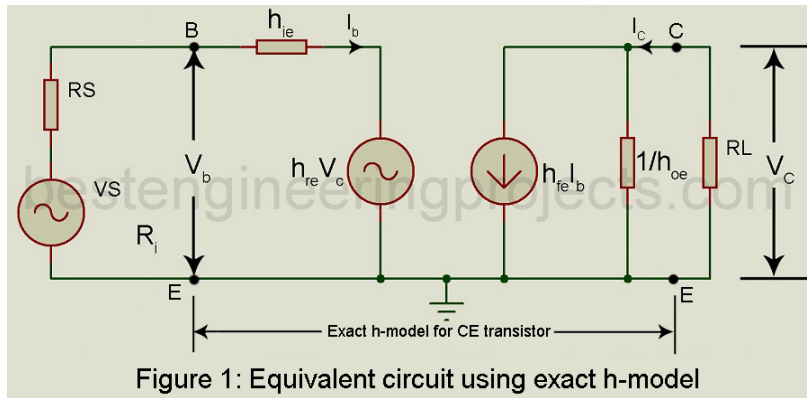 B
h_ie
I_b
I_c
C
RS
V_b
h_re V_c
h_fe I_b
1/h_oe
RL
V_C
VS
bestengineeringprojects.com
R_i
E
E
Exact h-model for CE transistor
Figure 1: Equivalent circuit using exact h-model